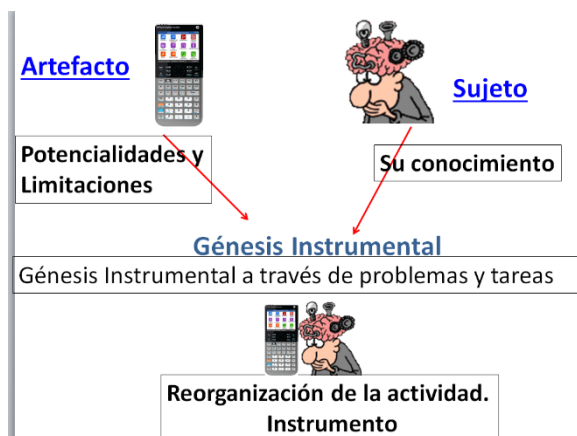 Artefacto
Sujeto
Potencialidades y
Limitaciones
Su conocimiento
Génesis Instrumental
Génesis Instrumental a través de problemas y tareas
Reorganización de la actividad.
Instrumento